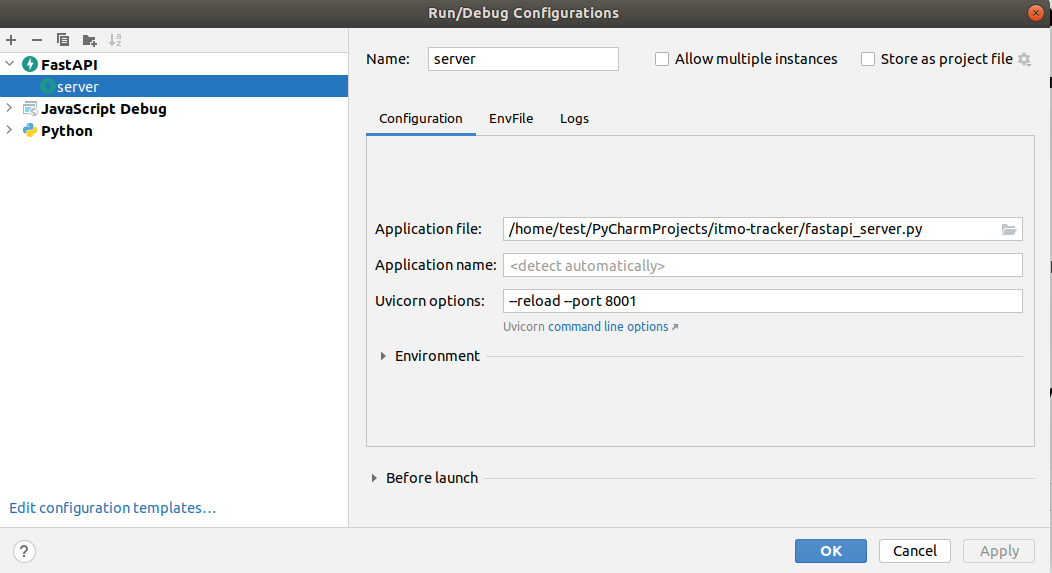 Run/Debug Configurations
FastAPI
server
JavaScript Debug
Python
Edit configuration templates...
Name: server
Allow multiple instances
Store as project file
Configuration EnvFile Logs
Application file: /home/test/PyCharmProjects/itmo-tracker/fastapi_server.py
Application name: <detect automatically>
Uvicorn options: --reload --port 8001
Uvicorn command line options ↗
Environment
Before launch
?
OK Cancel Apply